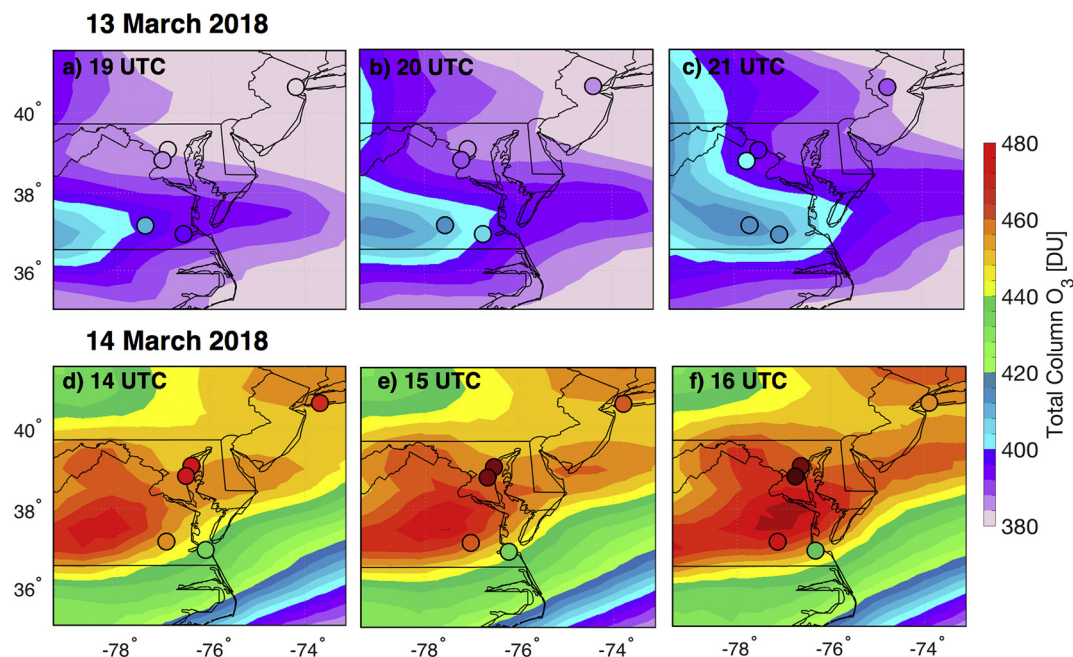 13 March 2018
a) 19 UTC
b) 20 UTC
c) 21 UTC
40°
38°
36°
14 March 2018
d) 14 UTC
e) 15 UTC
f) 16 UTC
40°
38°
36°
-78 -76 -74 -78 -76 -74 -78 -76 -74
480
460
440
420
400
380
Total Column O3 [DU]